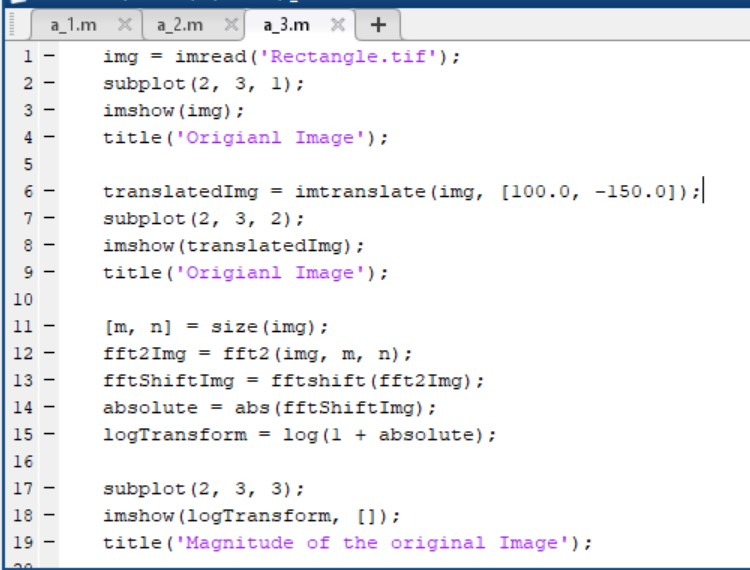 a_1.m × a_2.m × a_3.m × +
1 − img = imread('Rectangle.tif');
2 − subplot(2, 3, 1);
3 − imshow(img);
4 − title('Origianl Image');
5
6 − translatedImg = imtranslate(img, [100.0, -150.0]);
7 − subplot(2, 3, 2);
8 − imshow(translatedImg);
9 − title('Origianl Image');
10
11 − [m, n] = size(img);
12 − fft2Img = fft2(img, m, n);
13 − fftShiftImg = fftshift(fft2Img);
14 − absolute = abs(fftShiftImg);
15 − logTransform = log(1 + absolute);
16
17 − subplot(2, 3, 3);
18 − imshow(logTransform, []);
19 − title('Magnitude of the original Image');